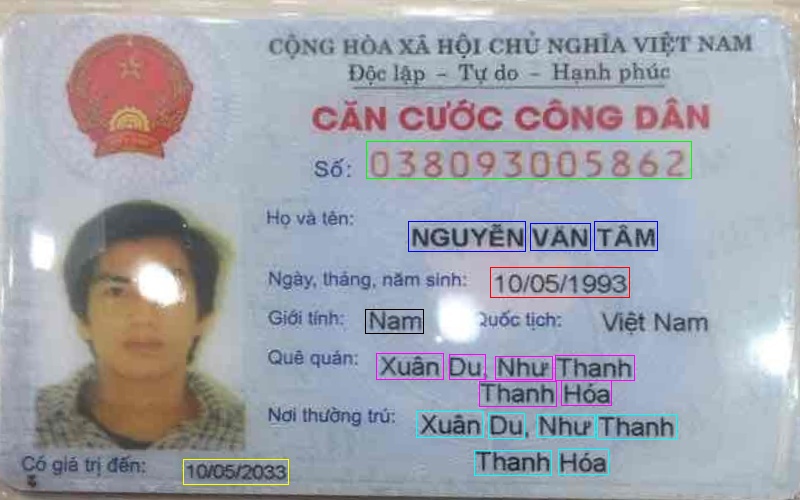 CỘNG HÒA XÃ HỘI CHỦ NGHĨA VIỆT NAM
Độc lập - Tự do - Hạnh phúc
CĂN CƯỚC CÔNG DÂN
Số: 038093005862
Họ và tên:
NGUYỄN VĂN TÂM
Ngày, tháng, năm sinh: 10/05/1993
Giới tính: Nam Quốc tịch: Việt Nam
Quê quán: Xuân Du, Như Thanh
Thanh Hóa
Nơi thường trú: Xuân Du, Như Thanh
Thanh Hóa
Có giá trị đến: 10/05/2033